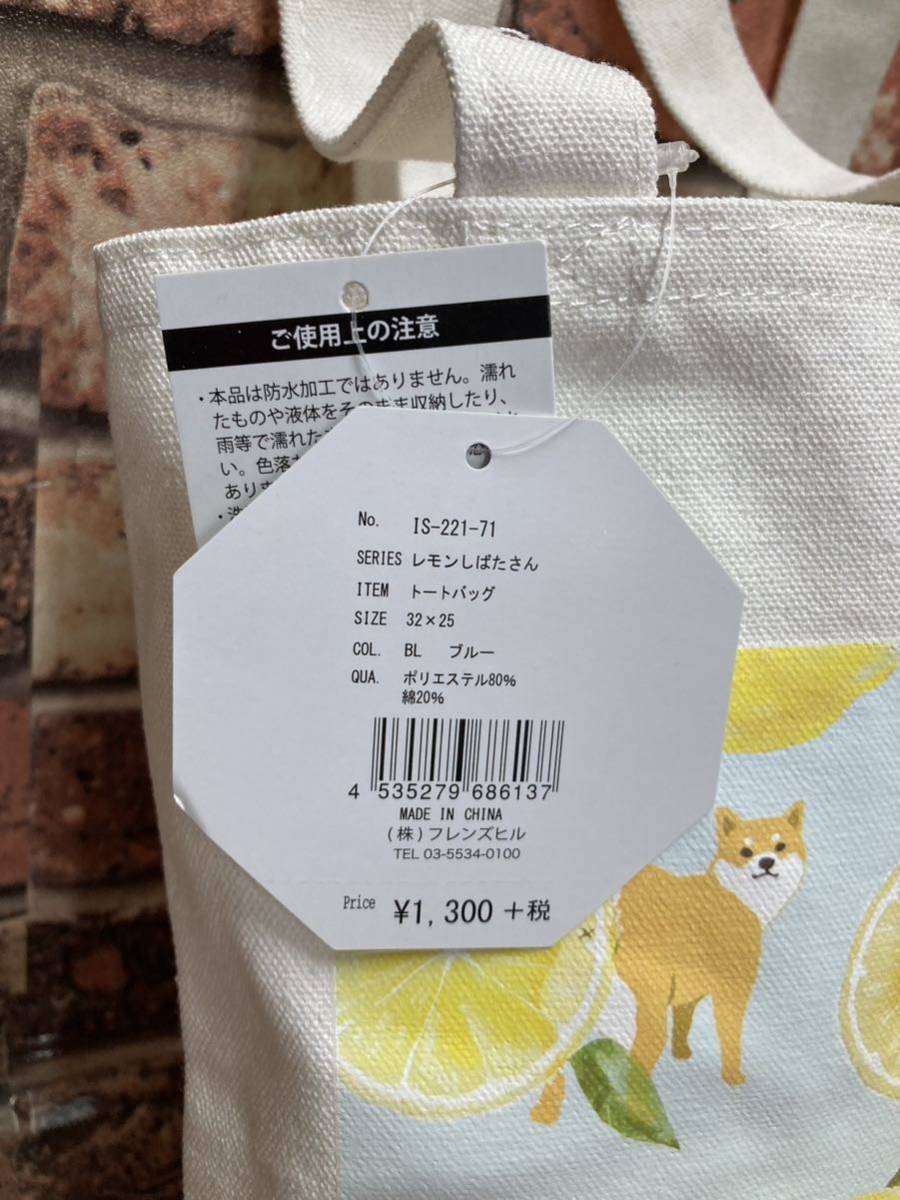 ご使用上の注意
・本品は防水加工ではありません。濡れ
たものや液体をそのまま収納したり、
雨等で濡れた
い。色落
あり
・洗
No. IS-221-71
SERIES レモンしばたさん
ITEM トートバッグ
SIZE 32×25
COL. BL ブルー
QUA. ポリエステル80%
綿20%
4 535279 686137
MADE IN CHINA
(株)フレンズヒル
TEL 03-5534-0100
Price ¥1,300 +税